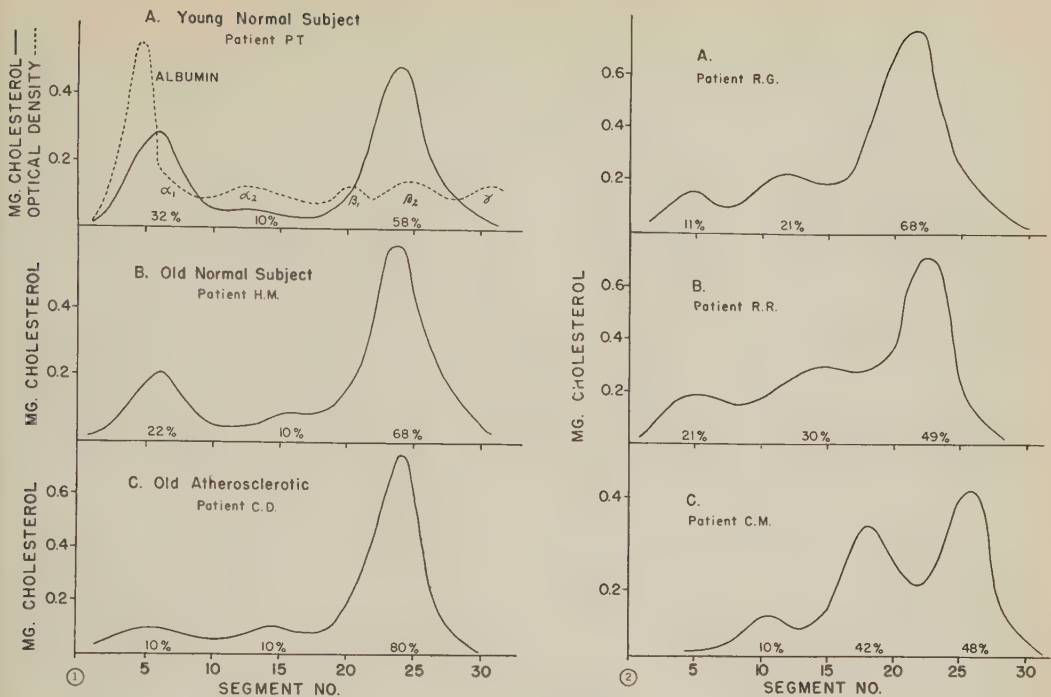 A. Young Normal Subject
Patient PT
MG. CHOLESTEROL
OPTICAL DENSITY
0.4
0.2
ALBUMIN
α₁
α₂
β₁
β₂
γ
32%
10%
58%
B. Old Normal Subject
Patient H.M.
MG. CHOLESTEROL
0.4
0.2
22%
10%
68%
C. Old Atherosclerotic
Patient C.D.
MG. CHOLESTEROL
0.6
0.4
0.2
10%
10%
80%
1
5
10
15
20
25
30
SEGMENT NO.
A.
Patient R.G.
0.6
0.4
0.2
11%
21%
68%
B.
Patient R.R.
MG. CHOLESTEROL
0.6
0.4
0.2
21%
30%
49%
C.
Patient C.M.
0.4
0.2
10%
42%
48%
2
5
10
15
20
25
30
SEGMENT NO.